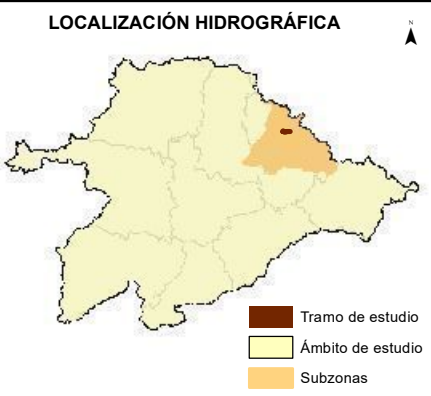 LOCALIZACIÓN HIDROGRÁFICA
N
Tramo de estudio
Ámbito de estudio
Subzonas